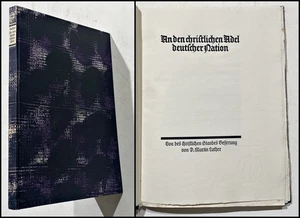 An den christlichen Adel
deutscher Nation
Von des christlichen Standes Besserung
von D. Martin Luther